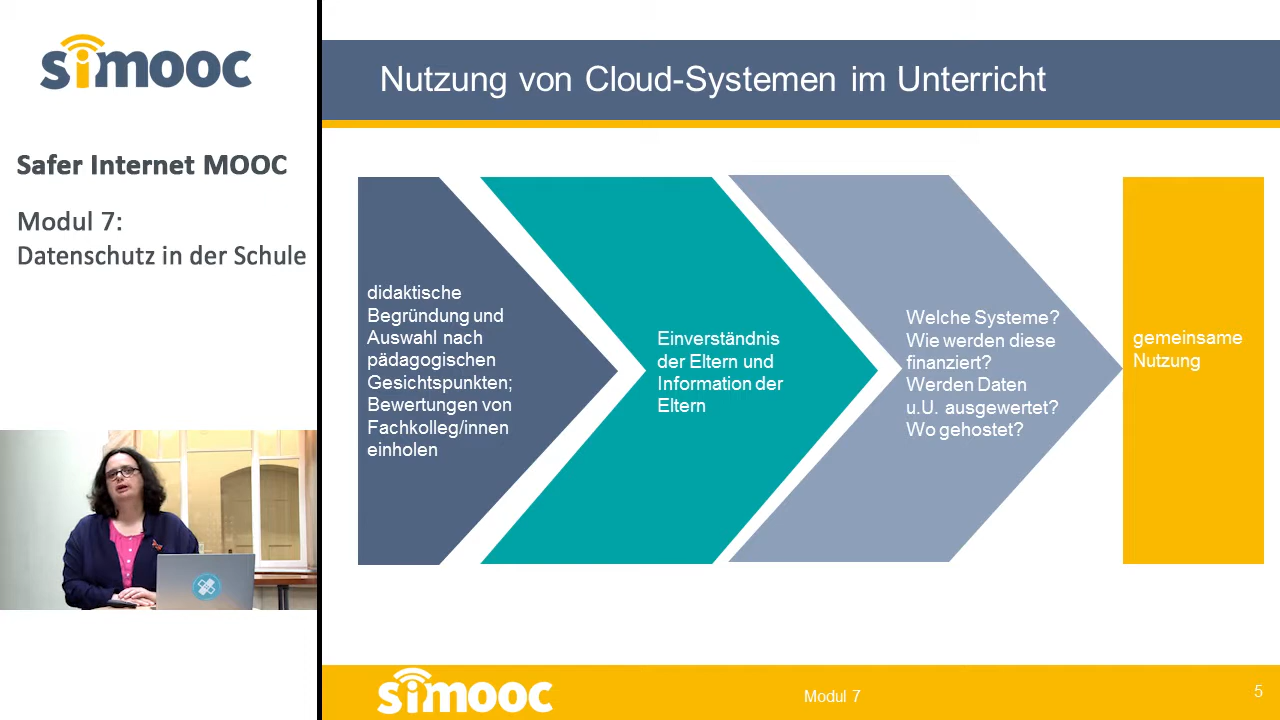 simooc
Safer Internet MOOC
Modul 7:
Datenschutz in der Schule
Nutzung von Cloud-Systemen im Unterricht
didaktische
Begründung und
Auswahl nach
pädagogischen
Gesichtspunkten;
Bewertungen von
Fachkolleg/innen
einholen
Einverständnis
der Eltern und
Information der
Eltern
Welche Systeme?
Wie werden diese
finanziert?
Werden Daten
u.U. ausgewertet?
Wo gehostet?
gemeinsame
Nutzung
simooc
Modul 7
5